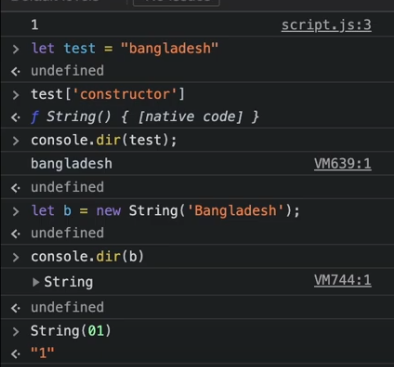 1 script.js:3
> let test = "bangladesh"
<· undefined
> test['constructor']
<· ƒ String() { [native code] }
> console.dir(test);
bangladesh VM639:1
<· undefined
> let b = new String('Bangladesh');
<· undefined
> console.dir(b)
▶ String VM744:1
<· undefined
> String(01)
<· "1"